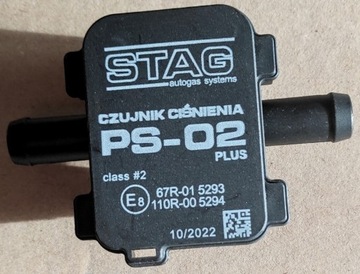 STAG
autogas systems
CZUJNIK CIŚNIENIA
PS-02
PLUS
class #2
E8
67R-01 5293
110R-00 5294
10/2022